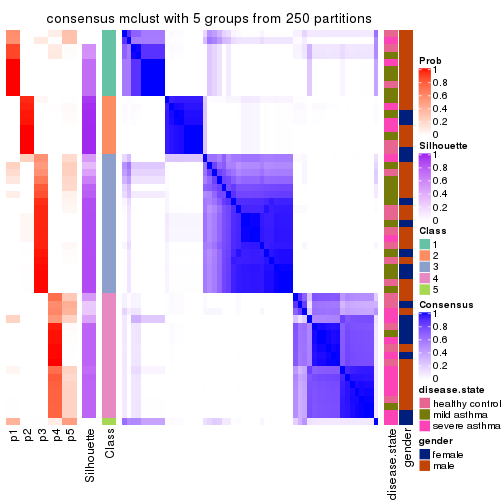 consensus mclust with 5 groups from 250 partitions
Prob
1
0.8
0.6
0.4
0.2
0
Silhouette
1
0.8
0.6
0.4
0.2
0
Class
1
2
3
4
5
Consensus
1
0.8
0.6
0.4
0.2
0
disease.state
healthy control
mild asthma
severe asthma
gender
female
male
p1
p2
p3
p4
p5
Silhouette
Class
disease.state
gender